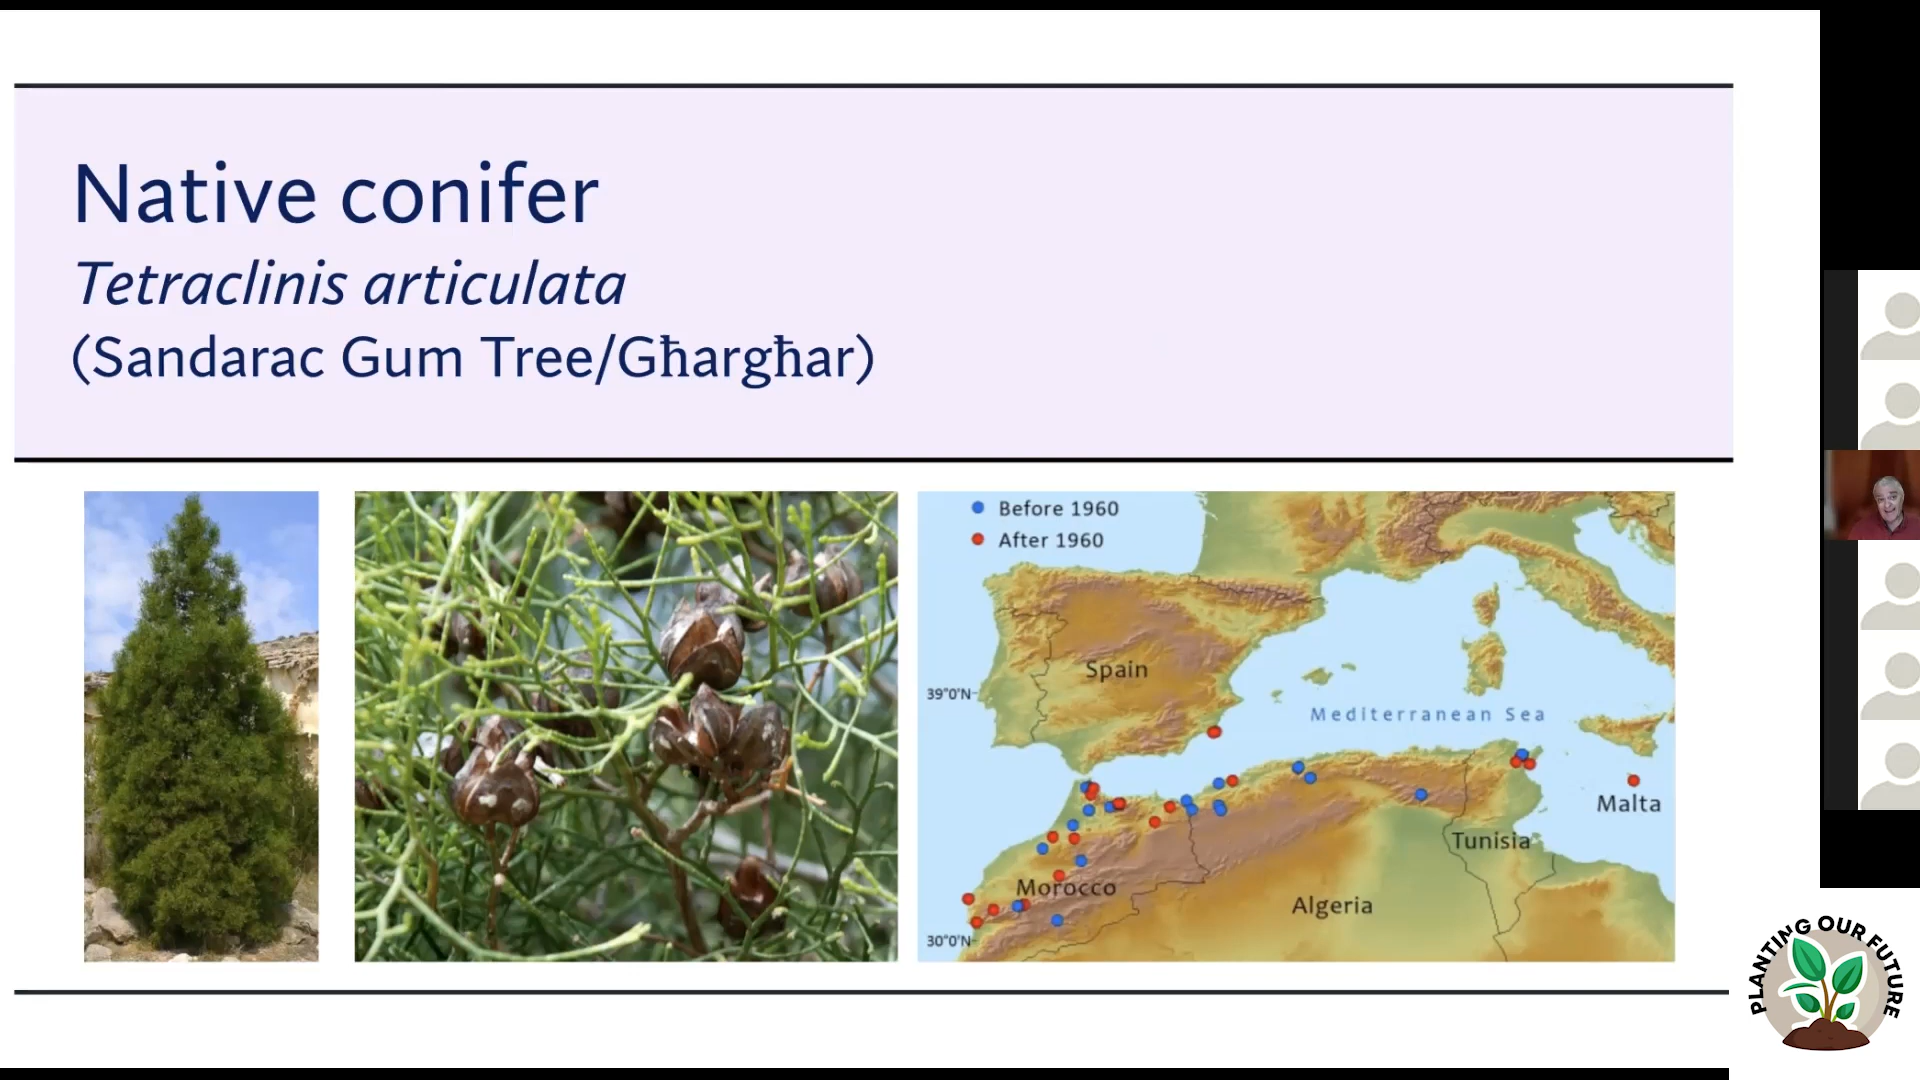 Native conifer
Tetraclinis articulata
(Sandarac Gum Tree/Għargħar)
Before 1960
After 1960
Spain
39°0'N
Mediterranean Sea
Malta
Tunisia
Morocco
Algeria
30°0'N
PLANTING OUR FUTURE